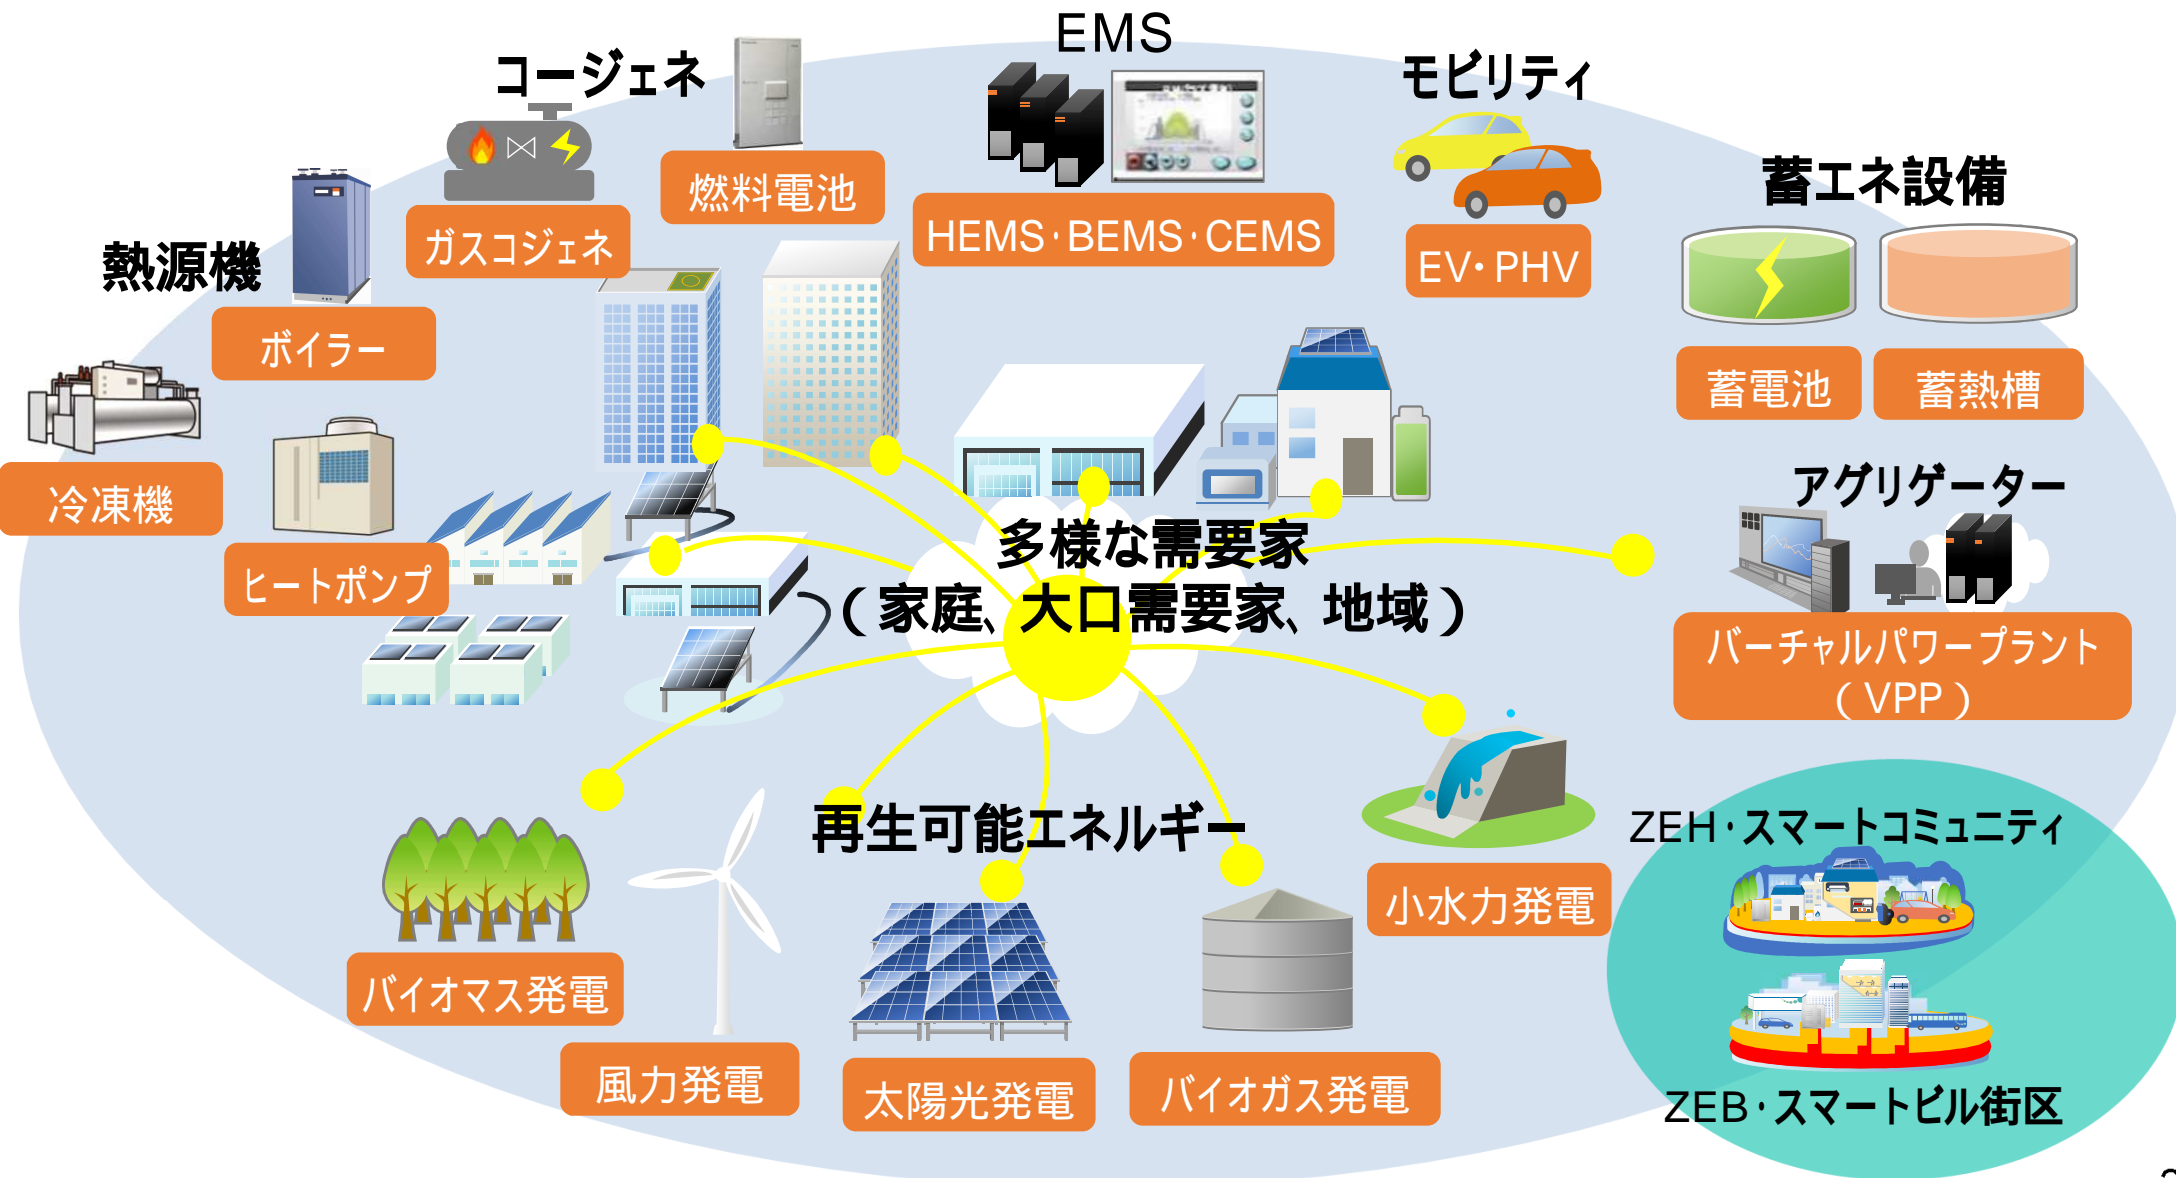 EMS
コージェネ
モビリティ
燃料電池
HEMS･BEMS･CEMS
ガスコジェネ
EV･PHV
蓄エネ設備
熱源機
ボイラー
蓄電池
蓄熱槽
冷凍機
ヒートポンプ
アグリゲーター
多様な需要家
（家庭、大口需要家、地域）
バーチャルパワープラント
（VPP）
再生可能エネルギー
小水力発電
ZEH･スマートコミュニティ
バイオマス発電
風力発電
太陽光発電
バイオガス発電
ZEB･スマートビル街区